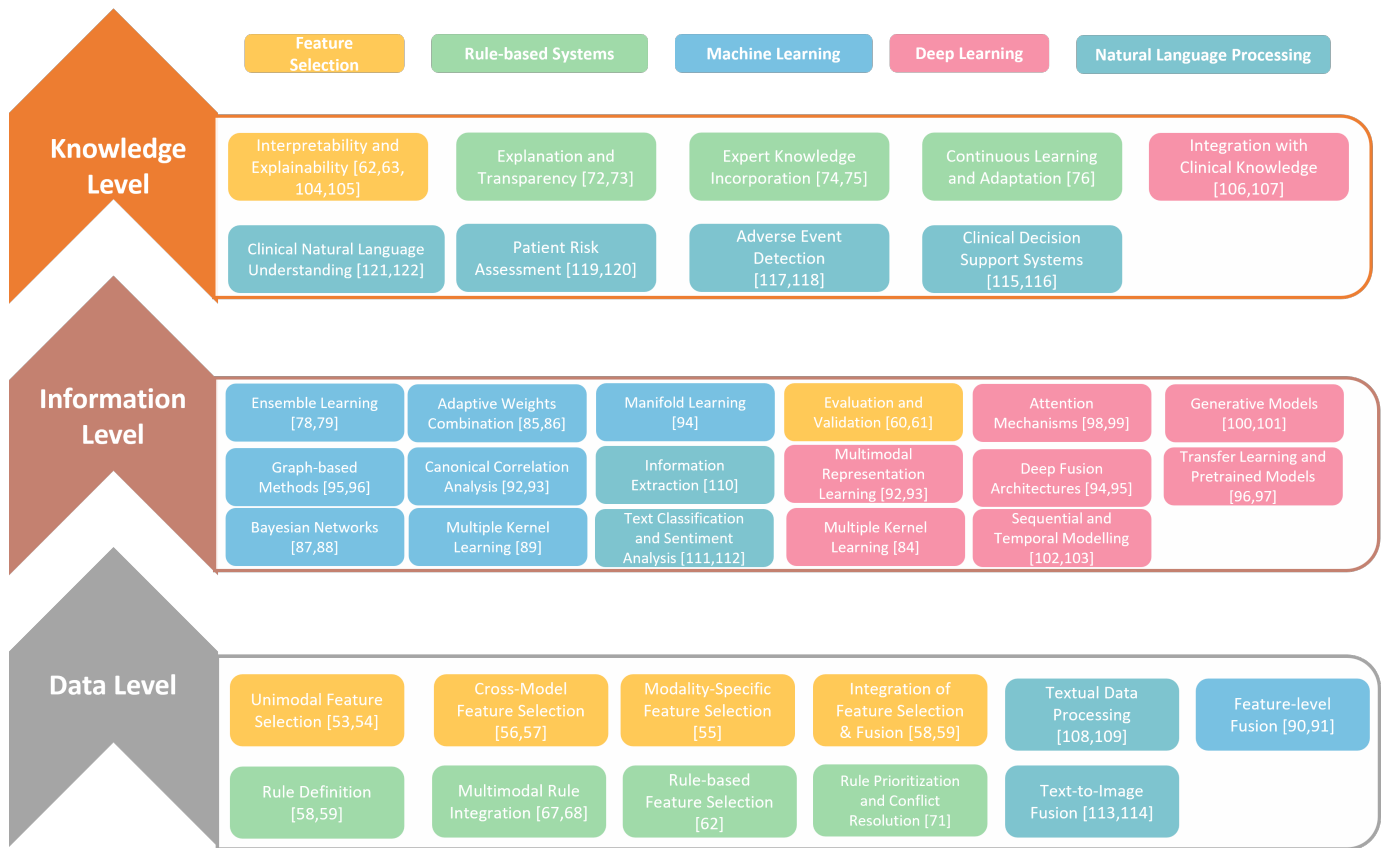 Feature
Selection
Rule-based Systems
Machine Learning
Deep Learning
Natural Language Processing
Knowledge
Level
Interpretability and
Explainability [62,63,
104,105]
Explanation and
Transparency [72,73]
Expert Knowledge
Incorporation [74,75]
Continuous Learning
and Adaptation [76]
Integration with
Clinical Knowledge
[106,107]
Clinical Natural Language
Understanding [121,122]
Patient Risk
Assessment [119,120]
Adverse Event
Detection
[117,118]
Clinical Decision
Support Systems
[115,116]
Information
Level
Ensemble Learning
[78,79]
Adaptive Weights
Combination [85,86]
Manifold Learning
[94]
Evaluation and
Validation [60,61]
Attention
Mechanisms [98,99]
Generative Models
[100,101]
Graph-based
Methods [95,96]
Canonical Correlation
Analysis [92,93]
Information
Extraction [110]
Multimodal
Representation
Learning [92,93]
Deep Fusion
Architectures [94,95]
Transfer Learning and
Pretrained Models
[96,97]
Bayesian Networks
[87,88]
Multiple Kernel
Learning [89]
Text Classification
and Sentiment
Analysis [111,112]
Multiple Kernel
Learning [84]
Sequential and
Temporal Modelling
[102,103]
Data Level
Unimodal Feature
Selection [53,54]
Cross-Model
Feature Selection
[56,57]
Modality-Specific
Feature Selection
[55]
Integration of
Feature Selection
& Fusion [58,59]
Textual Data
Processing
[108,109]
Feature-level
Fusion [90,91]
Rule Definition
[58,59]
Multimodal Rule
Integration [67,68]
Rule-based
Feature Selection
[62]
Rule Prioritization
and Conflict
Resolution [71]
Text-to-Image
Fusion [113,114]